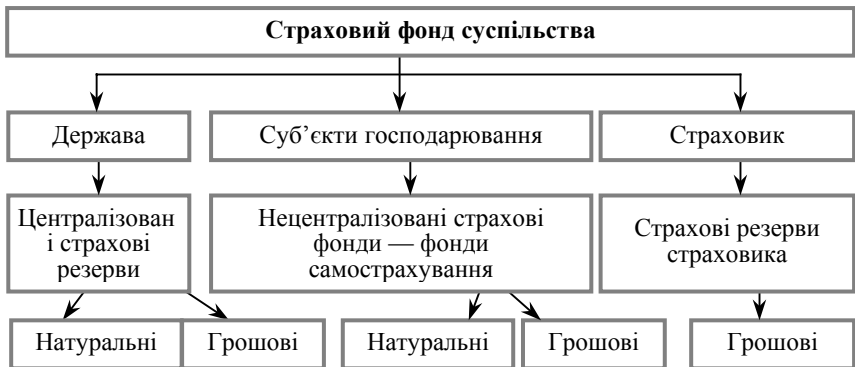 Страховий фонд суспільства
Держава
Суб’єкти господарювання
Страховик
Централізован
і страхові
резерви
Нецентралізовані страхові
фонди — фонди
самострахування
Страхові резерви
страховика
Натуральні
Грошові
Натуральні
Грошові
Грошові